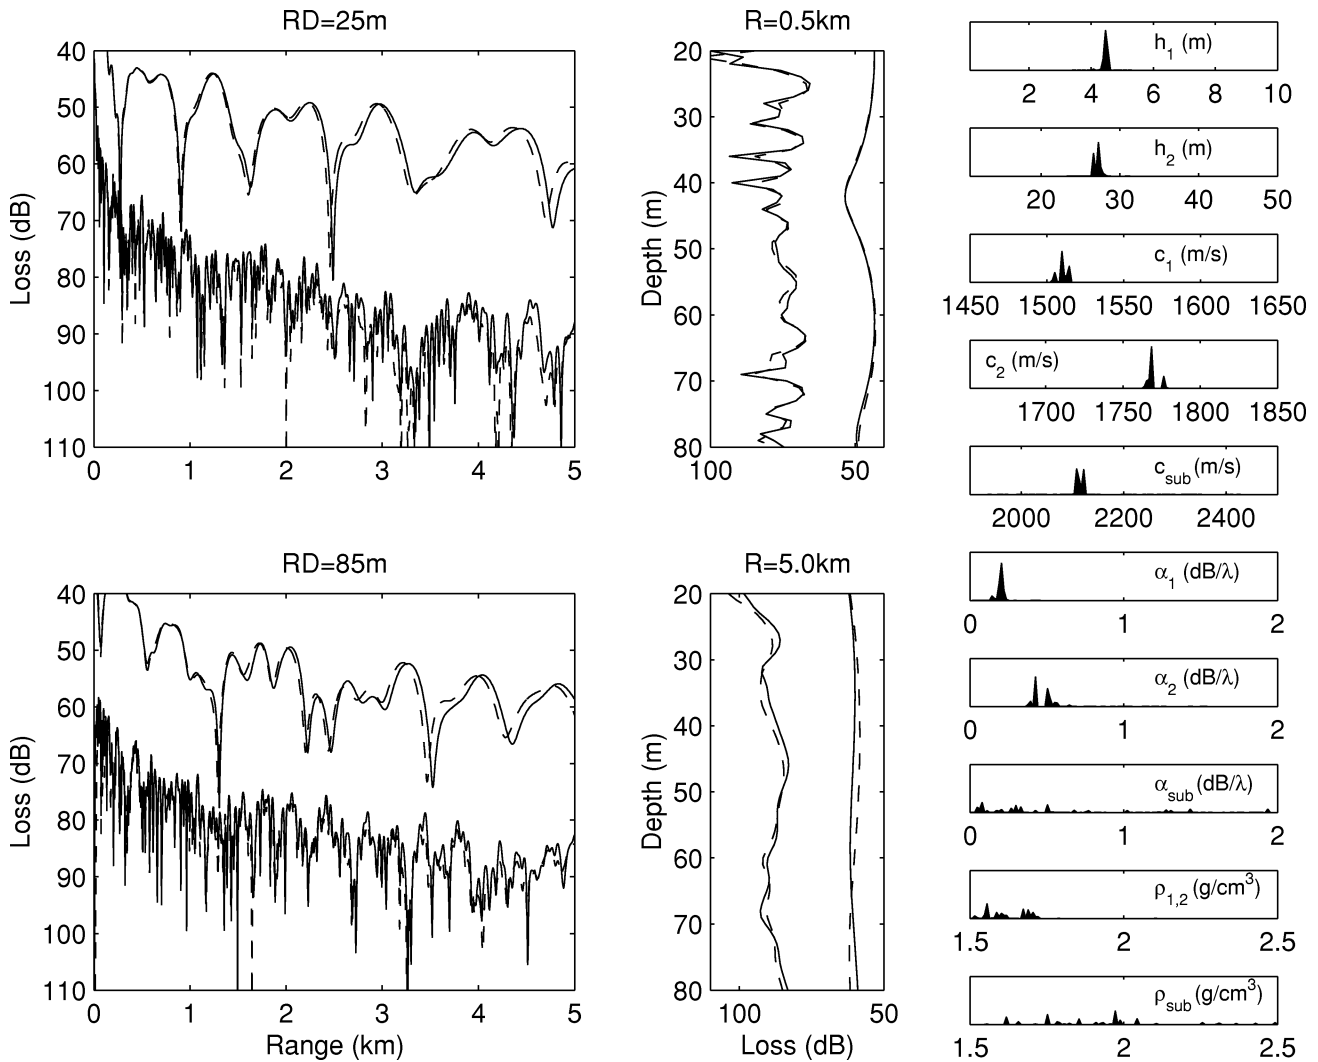 RD=25m
40
50
60
70
80
90
100
110
Loss (dB)
0 1 2 3 4 5
R=0.5km
20
30
40
50
60
70
80
Depth (m)
100 50
RD=85m
40
50
60
70
80
90
100
110
Loss (dB)
0 1 2 3 4 5
Range (km)
R=5.0km
20
30
40
50
60
70
80
Depth (m)
100 50
Loss (dB)
h1 (m)
2 4 6 8 10
h2 (m)
20 30 40 50
c1 (m/s)
1450 1500 1550 1600 1650
c2 (m/s)
1700 1750 1800 1850
csub (m/s)
2000 2200 2400
α1 (dB/λ)
0 1 2
α2 (dB/λ)
0 1 2
αsub (dB/λ)
0 1 2
ρ1,2 (g/cm3)
1.5 2 2.5
ρsub (g/cm3)
1.5 2 2.5